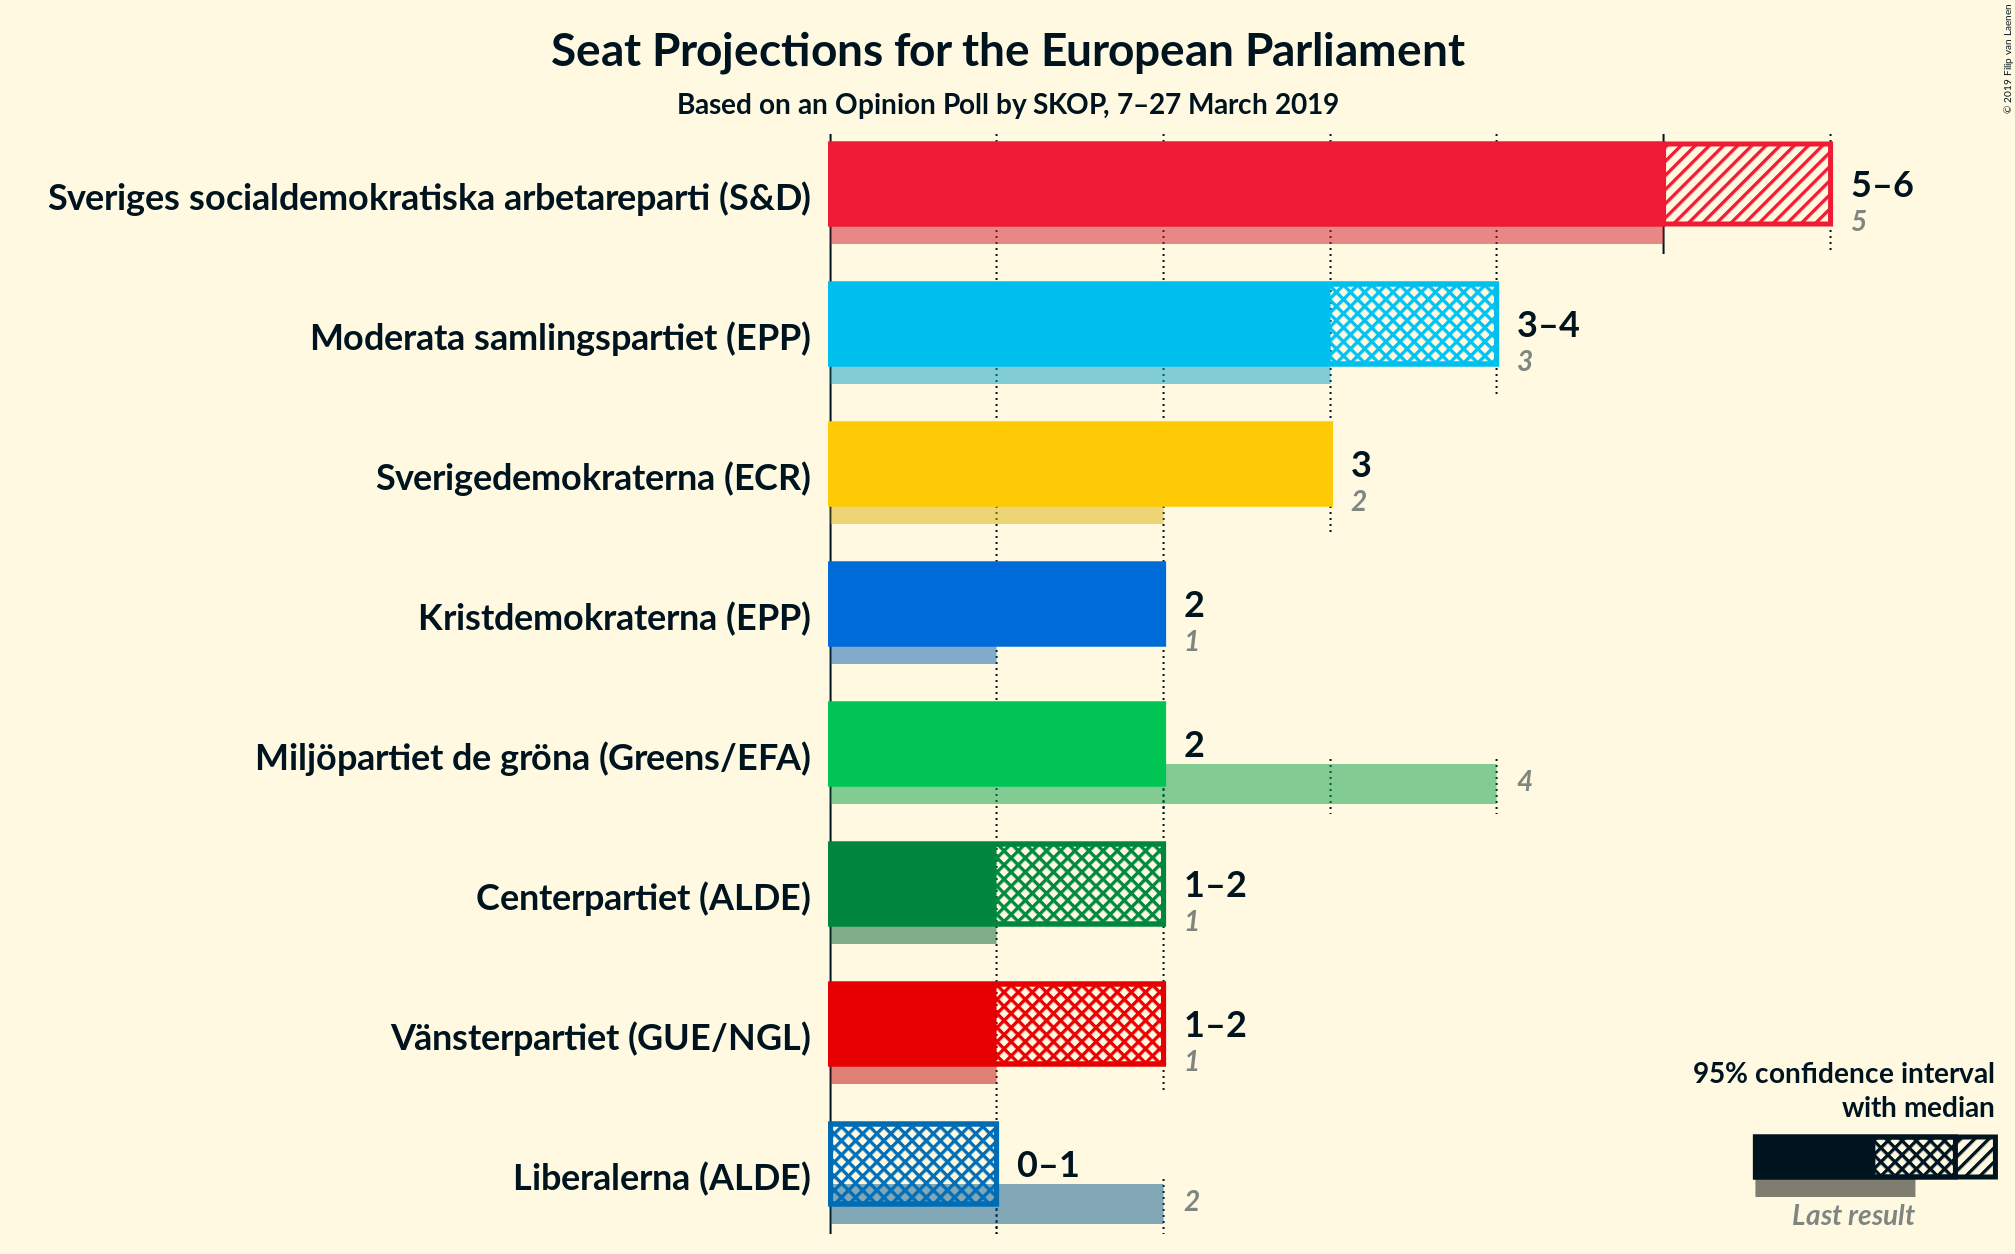 Seat Projections for the European Parliament
Based on an Opinion Poll by SKOP, 7–27 March 2019
© 2019 Filip van Laenen
Sveriges socialdemokratiska arbetareparti (S&D)
5–6
5
Moderata samlingspartiet (EPP)
3–4
3
Sverigedemokraterna (ECR)
3
2
Kristdemokraterna (EPP)
2
1
Miljöpartiet de gröna (Greens/EFA)
2
4
Centerpartiet (ALDE)
1–2
1
Vänsterpartiet (GUE/NGL)
1–2
1
Liberalerna (ALDE)
0–1
2
95% confidence interval
with median
Last result